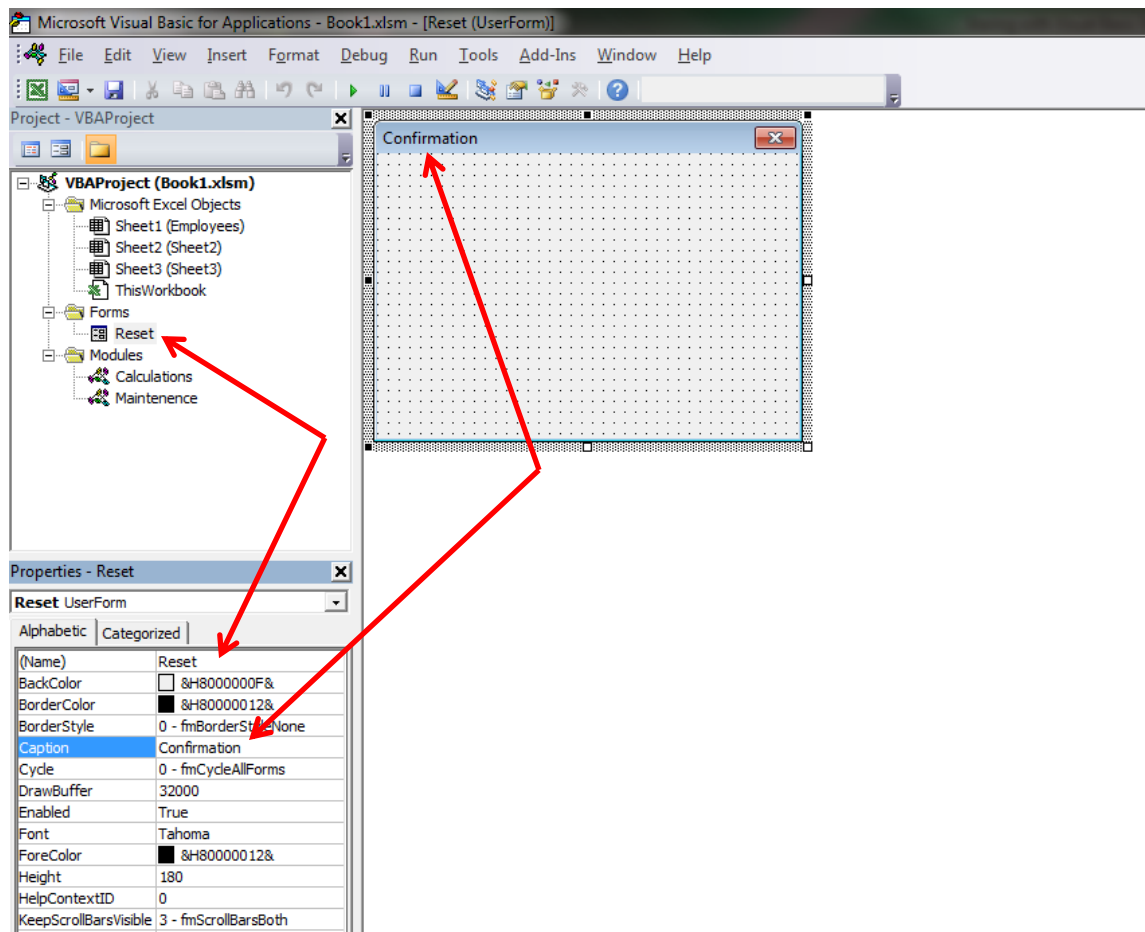 Microsoft Visual Basic for Applications - Book1.xlsm - [Reset (UserForm)]
File Edit View Insert Format Debug Run Tools Add-Ins Window Help
Project - VBAProject
VBAProject (Book1.xlsm)
Microsoft Excel Objects
Sheet1 (Employees)
Sheet2 (Sheet2)
Sheet3 (Sheet3)
ThisWorkbook
Forms
Reset
Modules
Calculations
Maintenence
Confirmation
Properties - Reset
Reset UserForm
Alphabetic Categorized
(Name) Reset
BackColor &H8000000F&
BorderColor &H80000012&
BorderStyle 0 - fmBorderStyleNone
Caption Confirmation
Cycle 0 - fmCycleAllForms
DrawBuffer 32000
Enabled True
Font Tahoma
ForeColor &H80000012&
Height 180
HelpContextID 0
KeepScrollBarsVisible 3 - fmScrollBarsBoth